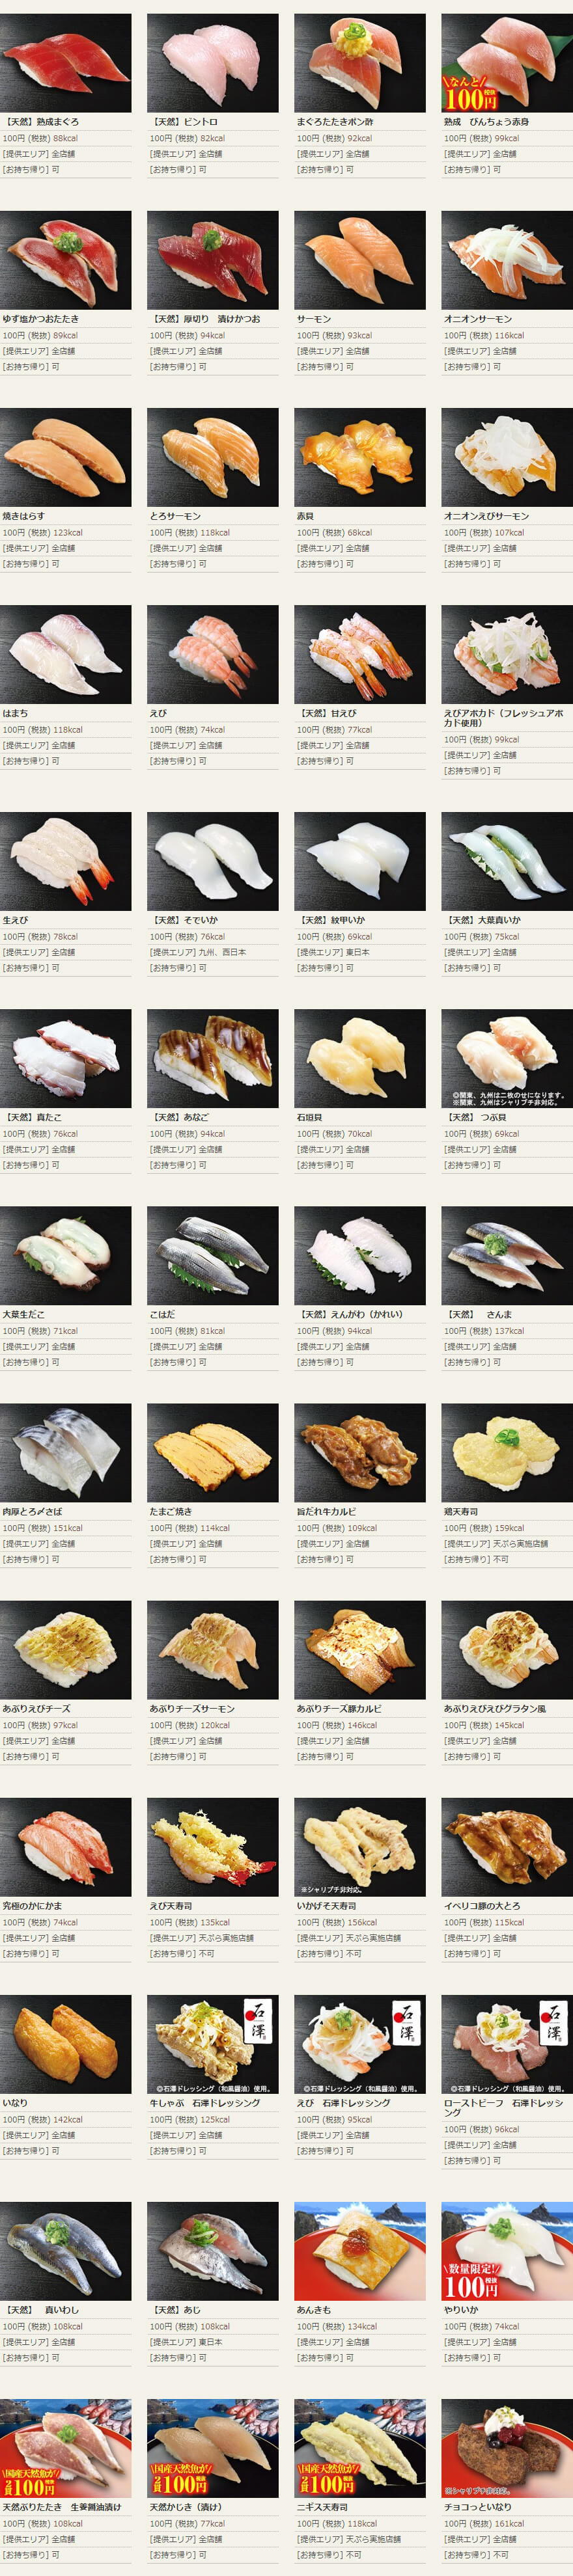 なんと
100円
【天然】熟成まぐろ
100円 (税抜) 88kcal
[提供エリア] 全店舗
[お持ち帰り] 可
【天然】ビントロ
100円 (税抜) 82kcal
[提供エリア] 全店舗
[お持ち帰り] 可
まぐろたたきポン酢
100円 (税抜) 92kcal
[提供エリア] 全店舗
[お持ち帰り] 可
熟成　びんちょう赤身
100円 (税抜) 99kcal
[提供エリア] 全店舗
[お持ち帰り] 可
ゆず塩かつおたたき
100円 (税抜) 89kcal
[提供エリア] 全店舗
[お持ち帰り] 可
【天然】厚切り　漬けかつお
100円 (税抜) 94kcal
[提供エリア] 全店舗
[お持ち帰り] 可
サーモン
100円 (税抜) 93kcal
[提供エリア] 全店舗
[お持ち帰り] 可
オニオンサーモン
100円 (税抜) 116kcal
[提供エリア] 全店舗
[お持ち帰り] 可
焼きはらす
100円 (税抜) 123kcal
[提供エリア] 全店舗
[お持ち帰り] 可
とろサーモン
100円 (税抜) 118kcal
[提供エリア] 全店舗
[お持ち帰り] 可
赤貝
100円 (税抜) 68kcal
[提供エリア] 全店舗
[お持ち帰り] 可
オニオンえびサーモン
100円 (税抜) 107kcal
[提供エリア] 全店舗
[お持ち帰り] 可
はまち
100円 (税抜) 118kcal
[提供エリア] 全店舗
[お持ち帰り] 可
えび
100円 (税抜) 74kcal
[提供エリア] 全店舗
[お持ち帰り] 可
【天然】甘えび
100円 (税抜) 77kcal
[提供エリア] 全店舗
[お持ち帰り] 可
えびアボカド（フレッシュアボ
カド使用）
100円 (税抜) 99kcal
[提供エリア] 全店舗
[お持ち帰り] 可
生えび
100円 (税抜) 78kcal
[提供エリア] 全店舗
[お持ち帰り] 可
【天然】そでいか
100円 (税抜) 76kcal
[提供エリア] 九州、西日本
[お持ち帰り] 可
【天然】紋甲いか
100円 (税抜) 69kcal
[提供エリア] 東日本
[お持ち帰り] 可
【天然】大葉真いか
100円 (税抜) 75kcal
[提供エリア] 全店舗
[お持ち帰り] 可
◎関東、九州は二枚のせになります。
※関東、九州はシャリプチ非対応。
【天然】真たこ
100円 (税抜) 76kcal
[提供エリア] 全店舗
[お持ち帰り] 可
【天然】あなご
100円 (税抜) 94kcal
[提供エリア] 全店舗
[お持ち帰り] 可
石垣貝
100円 (税抜) 70kcal
[提供エリア] 全店舗
[お持ち帰り] 可
【天然】 つぶ貝
100円 (税抜) 69kcal
[提供エリア] 全店舗
[お持ち帰り] 可
大葉生だこ
100円 (税抜) 71kcal
[提供エリア] 全店舗
[お持ち帰り] 可
こはだ
100円 (税抜) 81kcal
[提供エリア] 全店舗
[お持ち帰り] 可
【天然】えんがわ（かれい）
100円 (税抜) 94kcal
[提供エリア] 全店舗
[お持ち帰り] 可
【天然】　さんま
100円 (税抜) 137kcal
[提供エリア] 全店舗
[お持ち帰り] 可
肉厚とろ〆さば
100円 (税抜) 151kcal
[提供エリア] 全店舗
[お持ち帰り] 可
たまご焼き
100円 (税抜) 114kcal
[提供エリア] 全店舗
[お持ち帰り] 可
旨だれ牛カルビ
100円 (税抜) 109kcal
[提供エリア] 全店舗
[お持ち帰り] 可
鶏天寿司
100円 (税抜) 159kcal
[提供エリア] 天ぷら実施店舗
[お持ち帰り] 不可
あぶりえびチーズ
100円 (税抜) 97kcal
[提供エリア] 全店舗
[お持ち帰り] 可
あぶりチーズサーモン
100円 (税抜) 120kcal
[提供エリア] 全店舗
[お持ち帰り] 可
あぶりチーズ豚カルビ
100円 (税抜) 146kcal
[提供エリア] 全店舗
[お持ち帰り] 可
あぶりえびえびグラタン風
100円 (税抜) 145kcal
[提供エリア] 全店舗
[お持ち帰り] 可
※シャリプチ非対応。
究極のかにかま
100円 (税抜) 74kcal
[提供エリア] 全店舗
[お持ち帰り] 可
えび天寿司
100円 (税抜) 135kcal
[提供エリア] 天ぷら実施店舗
[お持ち帰り] 不可
いかげそ天寿司
100円 (税抜) 156kcal
[提供エリア] 天ぷら実施店舗
[お持ち帰り] 不可
イベリコ豚の大とろ
100円 (税抜) 115kcal
[提供エリア] 全店舗
[お持ち帰り] 可
石澤
◎石澤ドレッシング（和風醤油）使用。
石澤
◎石澤ドレッシング（和風醤油）使用。
石澤
◎石澤ドレッシング（和風醤油）使用。
いなり
100円 (税抜) 142kcal
[提供エリア] 全店舗
[お持ち帰り] 可
牛しゃぶ　石澤ドレッシング
100円 (税抜) 125kcal
[提供エリア] 全店舗
[お持ち帰り] 可
えび　石澤ドレッシング
100円 (税抜) 95kcal
[提供エリア] 全店舗
[お持ち帰り] 可
ローストビーフ　石澤ドレッシ
ング
100円 (税抜) 96kcal
[提供エリア] 全店舗
[お持ち帰り] 可
数量限定!
100円 税抜
【天然】　真いわし
100円 (税抜) 108kcal
[提供エリア] 全店舗
[お持ち帰り] 可
【天然】あじ
100円 (税抜) 108kcal
[提供エリア] 東日本
[お持ち帰り] 可
あんきも
100円 (税抜) 134kcal
[提供エリア] 全店舗
[お持ち帰り] 可
やりいか
100円 (税抜) 74kcal
[提供エリア] 全店舗
[お持ち帰り] 可
国産天然魚が
2貫100円 税抜
国産天然魚が
2貫100円 税抜
国産天然魚が
2貫100円 税抜
※シャリプチ非対応。
天然ぶりたたき　生姜醤油漬け
100円 (税抜) 108kcal
[提供エリア] 全店舗
[お持ち帰り] 可
天然かじき（漬け）
100円 (税抜) 77kcal
[提供エリア] 全店舗
[お持ち帰り] 可
ニギス天寿司
100円 (税抜) 118kcal
[提供エリア] 天ぷら実施店舗
[お持ち帰り] 不可
チョコっといなり
100円 (税抜) 161kcal
[提供エリア] 全店舗
[お持ち帰り] 不可